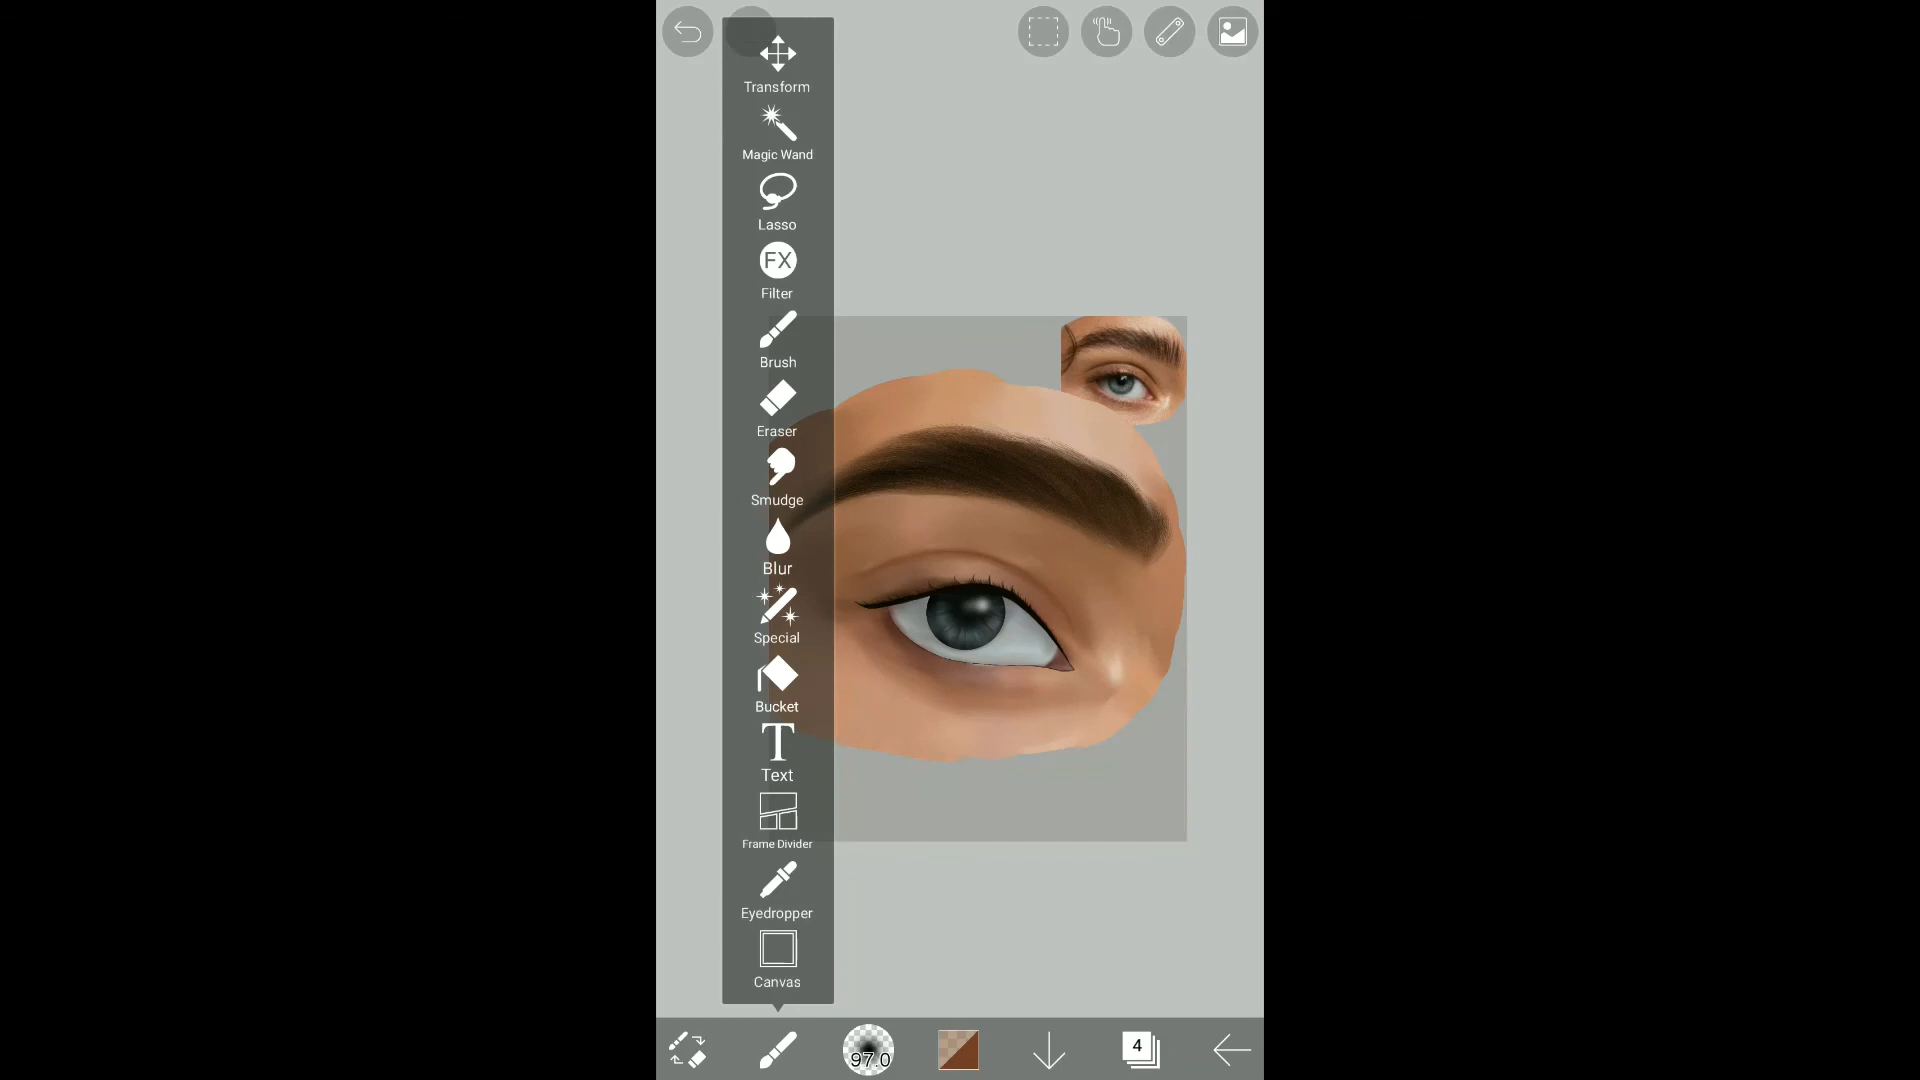 Transform
Magic Wand
Lasso
FX
Filter
Brush
Eraser
Smudge
Blur
Special
Bucket
T
Text
Frame Divider
Eyedropper
Canvas
97.0
4